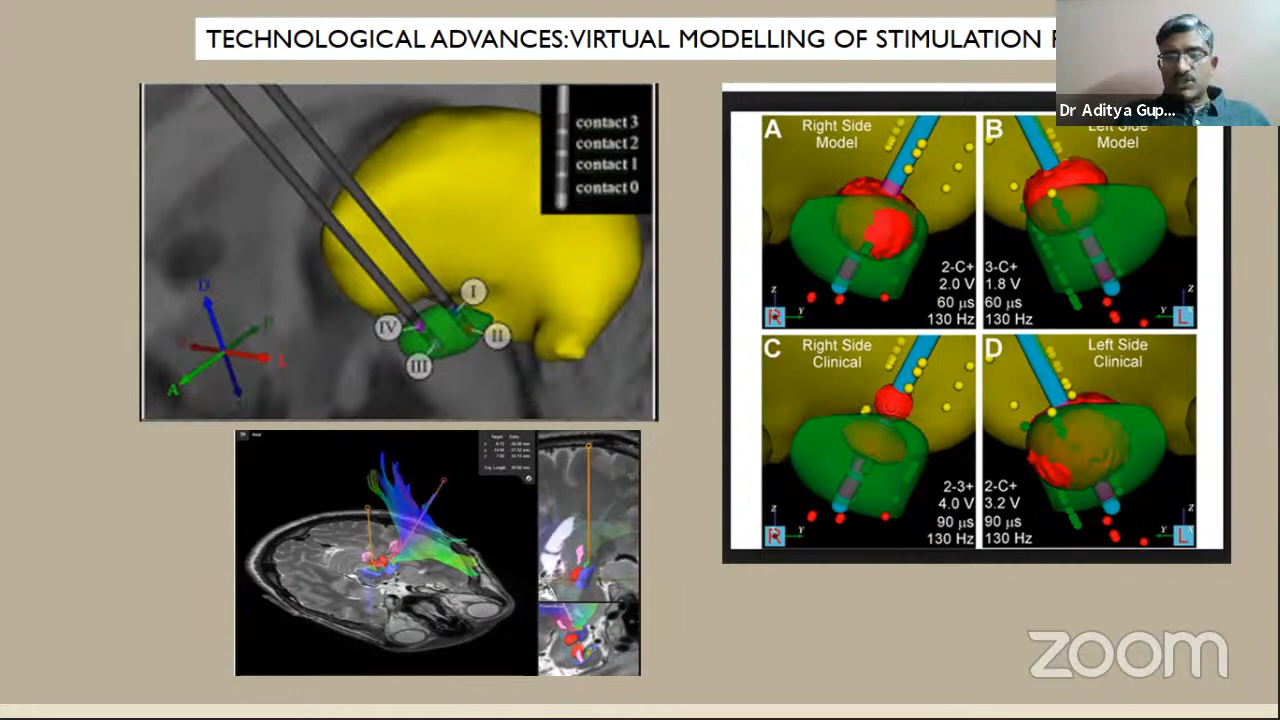 TECHNOLOGICAL ADVANCES:VIRTUAL MODELLING OF STIMULATION
Dr Aditya Gup...
contact 3
contact 2
contact 1
contact 0
I
II
III
IV
D
A
L
A
Right Side
Model
2-C+
2.0 V
60 µs
130 Hz
R
Z
Y
B
Left Side
Model
3-C+
1.8 V
60 µs
130 Hz
L
Z
Y
C
Right Side
Clinical
2-3+
4.0 V
90 µs
130 Hz
R
Z
Y
D
Left Side
Clinical
2-C+
3.2 V
90 µs
130 Hz
L
Z
Y
zoom